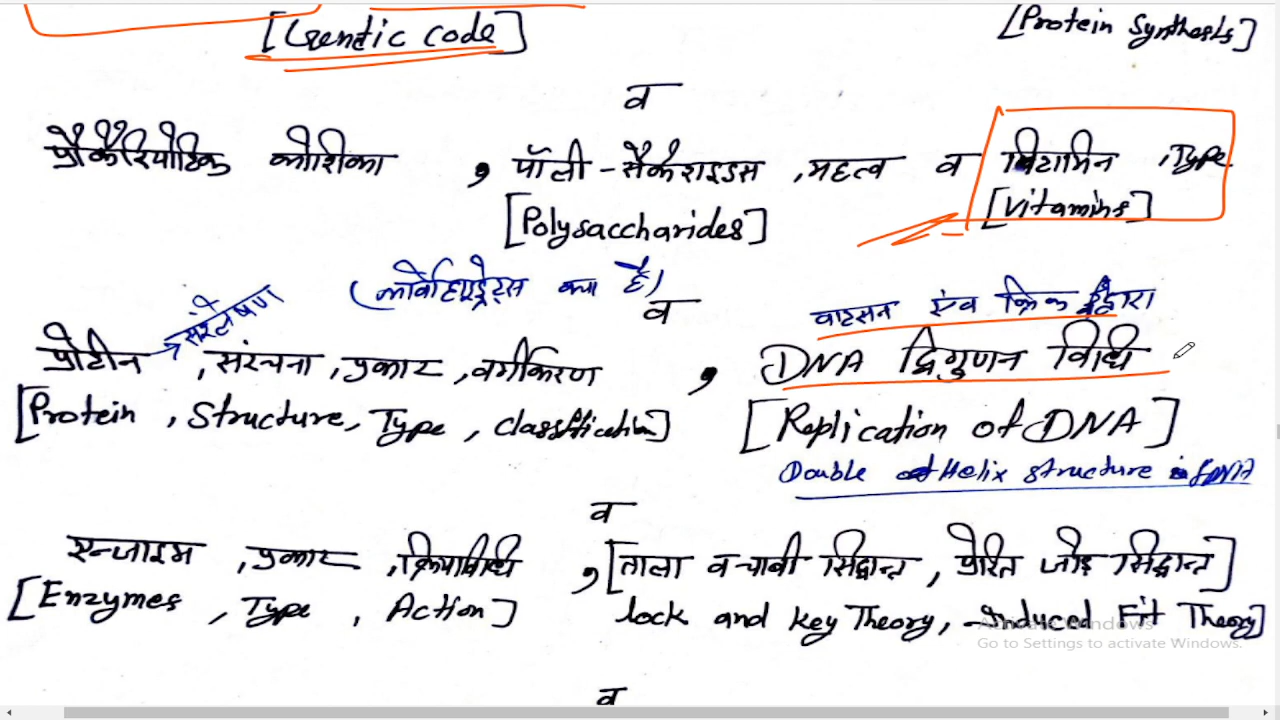 [Genetic code] [Protein Synthesis]
व
प्रौकैरियोटिक कोशिका , पॉली-सैकेराइडस , महत्व व विटामिन , Type
[Polysaccharides] [Vitamins]
(कार्बोहाइड्रेट्स क्या है)
संश्लेषण व वाटसन एंव क्रिक द्वारा
प्रोटीन → , संरचना , प्रकार , वर्गीकरण , DNA द्विगुणन विधि
[Protein , Structure, Type , Classification] [Replication of DNA]
Double Helix structure of DNA
व
एन्जाइम , प्रकार , क्रियाविधि , [ताला व चाबी सिद्धान्त , प्रेरित जोड़ सिद्धान्त]
[Enzymes , Type , Action] lock and key Theory, Induced Fit Theory]
Activate Windows
Go to Settings to activate Windows.
व